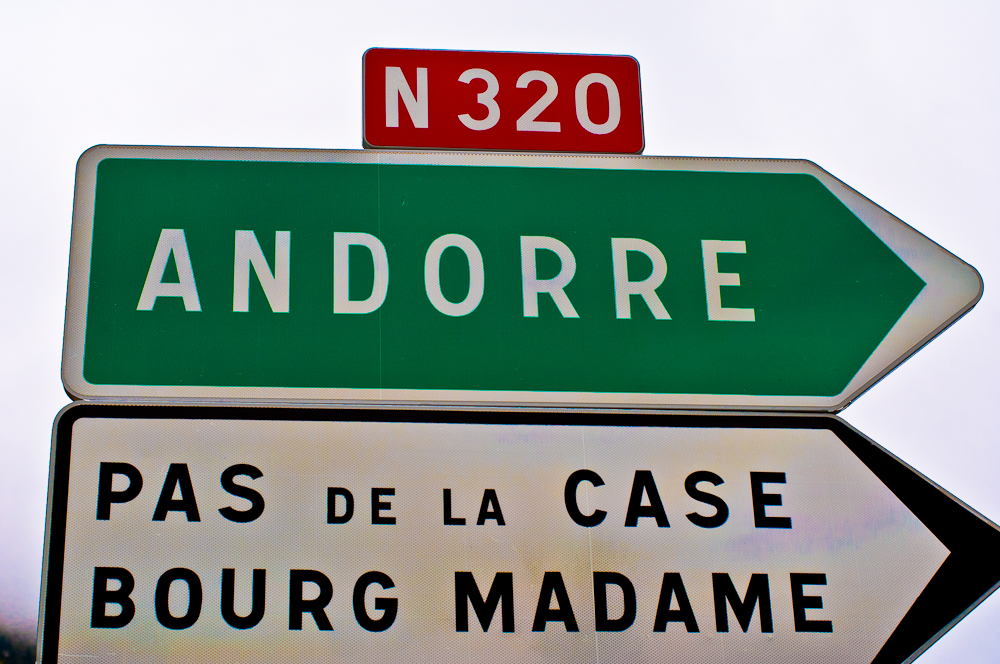 N 320
ANDORRE
PAS DE LA CASE
BOURG MADAME